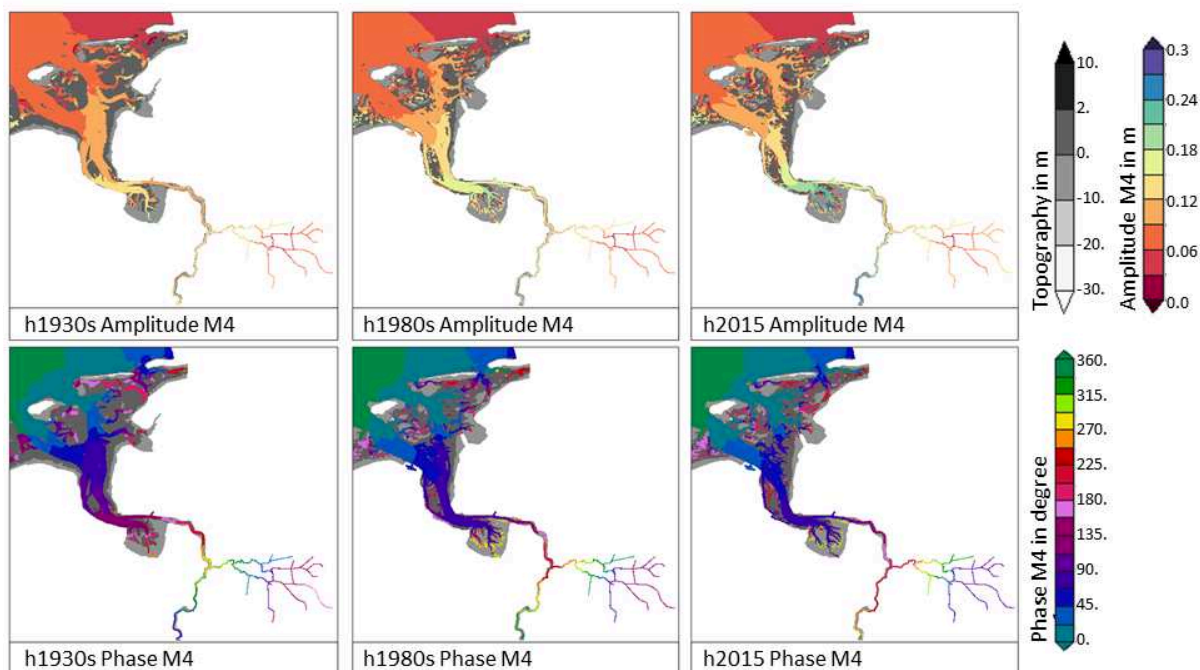 h1930s Amplitude M4
h1980s Amplitude M4
h2015 Amplitude M4
Topography in m
10.
2.
0.
-10.
-20.
-30.
Amplitude M4 in m
0.3
0.24
0.18
0.12
0.06
0.0
h1930s Phase M4
h1980s Phase M4
h2015 Phase M4
Phase M4 in degree
360.
315.
270.
225.
180.
135.
90.
45.
0.